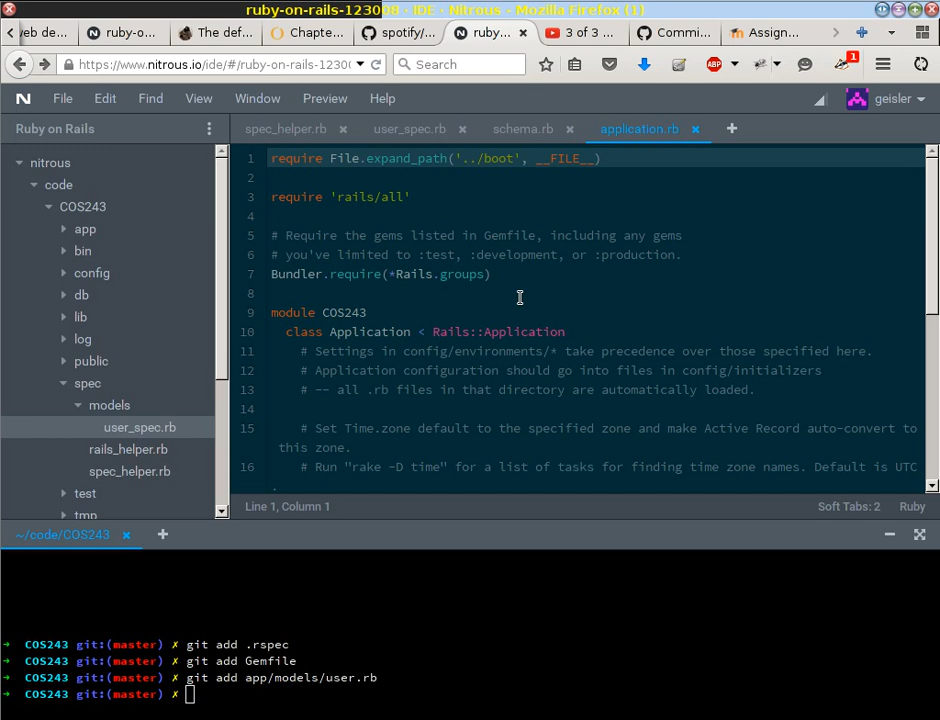 ruby-on-rails-123008 - IDE - Nitrous - Mozilla Firefox (1)
web de... ruby-o... The def... Chapte... spotify/... ruby... 3 of 3 ... Commi... Assign...
https://www.nitrous.io/ide/#/ruby-on-rails-1230 Search ABP 1
N File Edit Find View Window Preview Help geisler
Ruby on Rails spec_helper.rb user_spec.rb schema.rb application.rb
nitrous
code
COS243
app
bin
config
db
lib
log
public
spec
models
user_spec.rb
rails_helper.rb
spec_helper.rb
test
tmp
1 require File.expand_path('../boot', __FILE__)
2
3 require 'rails/all'
4
5 # Require the gems listed in Gemfile, including any gems
6 # you've limited to :test, :development, or :production.
7 Bundler.require(*Rails.groups)
8
9 module COS243
10 class Application < Rails::Application
11 # Settings in config/environments/* take precedence over those specified here.
12 # Application configuration should go into files in config/initializers
13 # -- all .rb files in that directory are automatically loaded.
14
15 # Set Time.zone default to the specified zone and make Active Record auto-convert to
this zone.
16 # Run "rake -D time" for a list of tasks for finding time zone names. Default is UTC
.
Line 1, Column 1 Soft Tabs: 2 Ruby
~/code/COS243
→ COS243 git:(master) ✗ git add .rspec
→ COS243 git:(master) ✗ git add Gemfile
→ COS243 git:(master) ✗ git add app/models/user.rb
→ COS243 git:(master) ✗